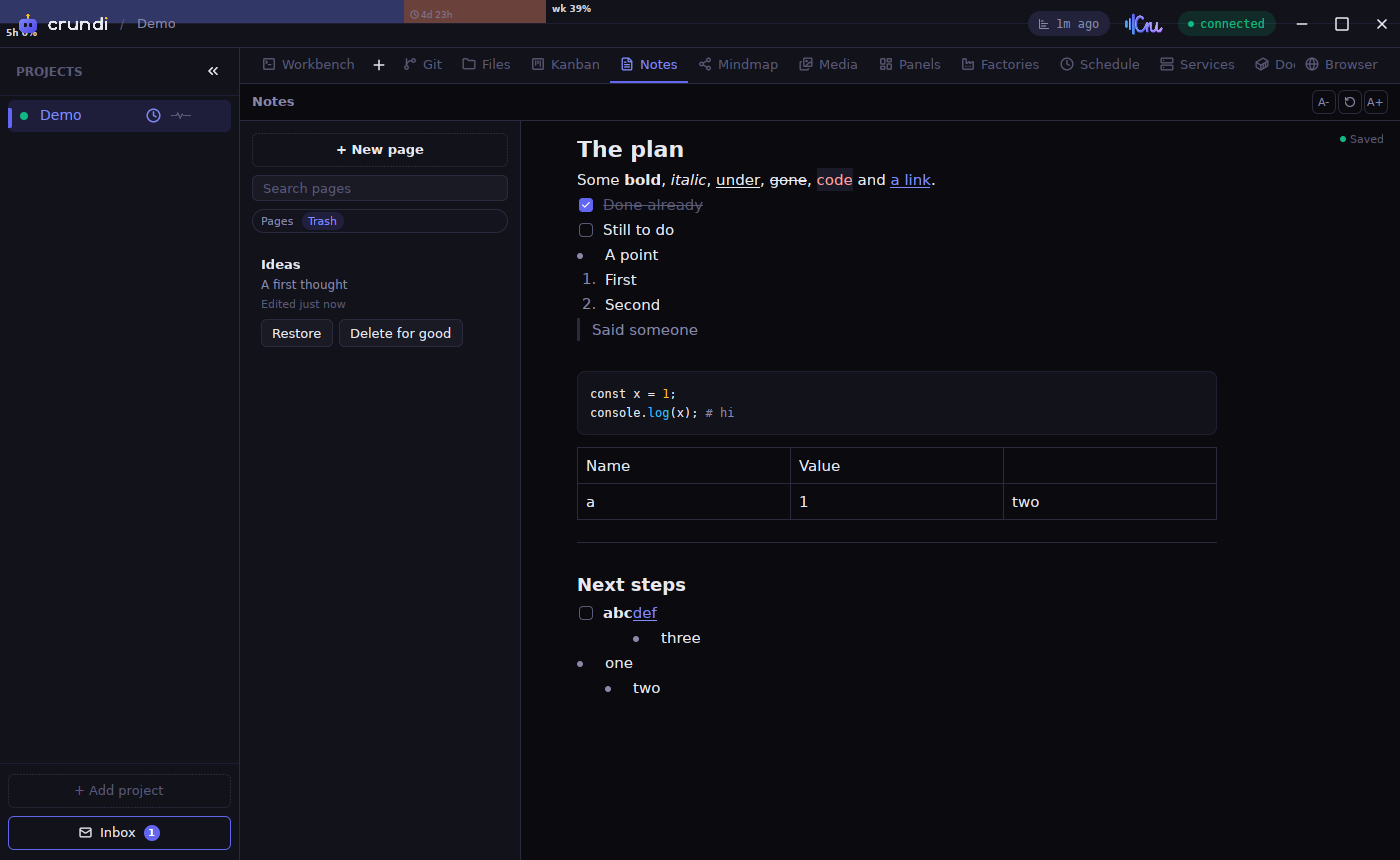 4d 23h
wk 39%
crundi / Demo
1m ago
Cru
connected
PROJECTS
Workbench
Git
Files
Kanban
Notes
Mindmap
Media
Panels
Factories
Schedule
Services
Doc
Browser
Notes
A-
A+
Demo
+ New page
Search pages
Pages
Trash
Ideas
A first thought
Edited just now
Restore
Delete for good
Saved
The plan
Some bold, italic, under, gone, code and a link.
Done already
Still to do
A point
1. First
2. Second
Said someone
const x = 1;
console.log(x); # hi
Name Value
a 1 two
Next steps
abcdef
three
one
two
+ Add project
Inbox 1